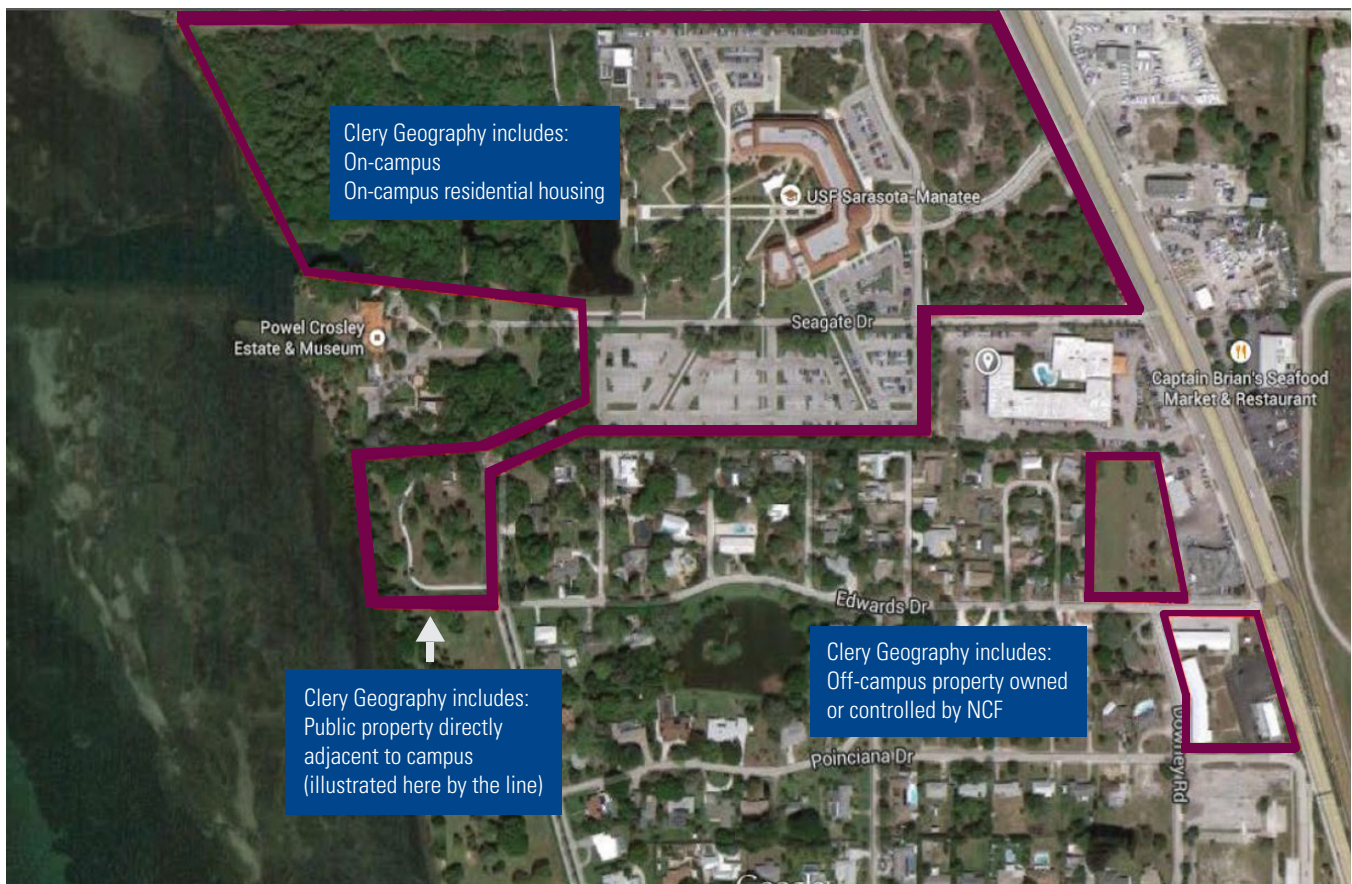 Clery Geography includes:
On-campus
On-campus residential housing
USF Sarasota-Manatee
Powel Crosley
Estate & Museum
Seagate Dr
Captain Brian's Seafood
Market & Restaurant
Edwards Dr
Clery Geography includes:
Off-campus property owned
or controlled by NCF
Clery Geography includes:
Public property directly
adjacent to campus
(illustrated here by the line)
Poinciana Dr
Downey Rd
Google